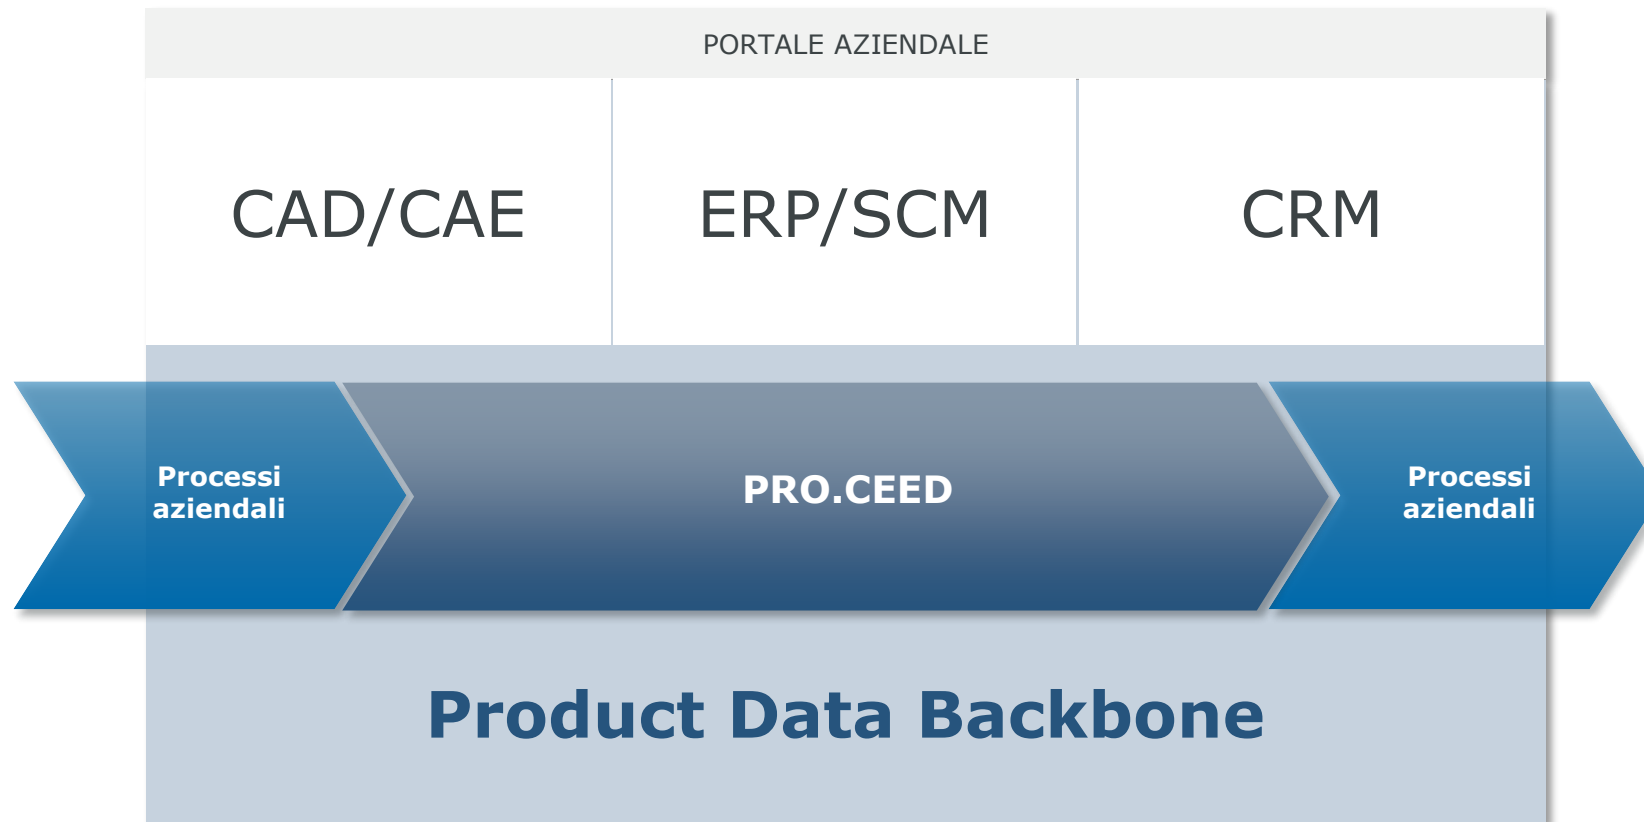 PORTALE AZIENDALE
CAD/CAE
ERP/SCM
CRM
Processi
aziendali
PRO.CEED
Processi
aziendali
Product Data Backbone